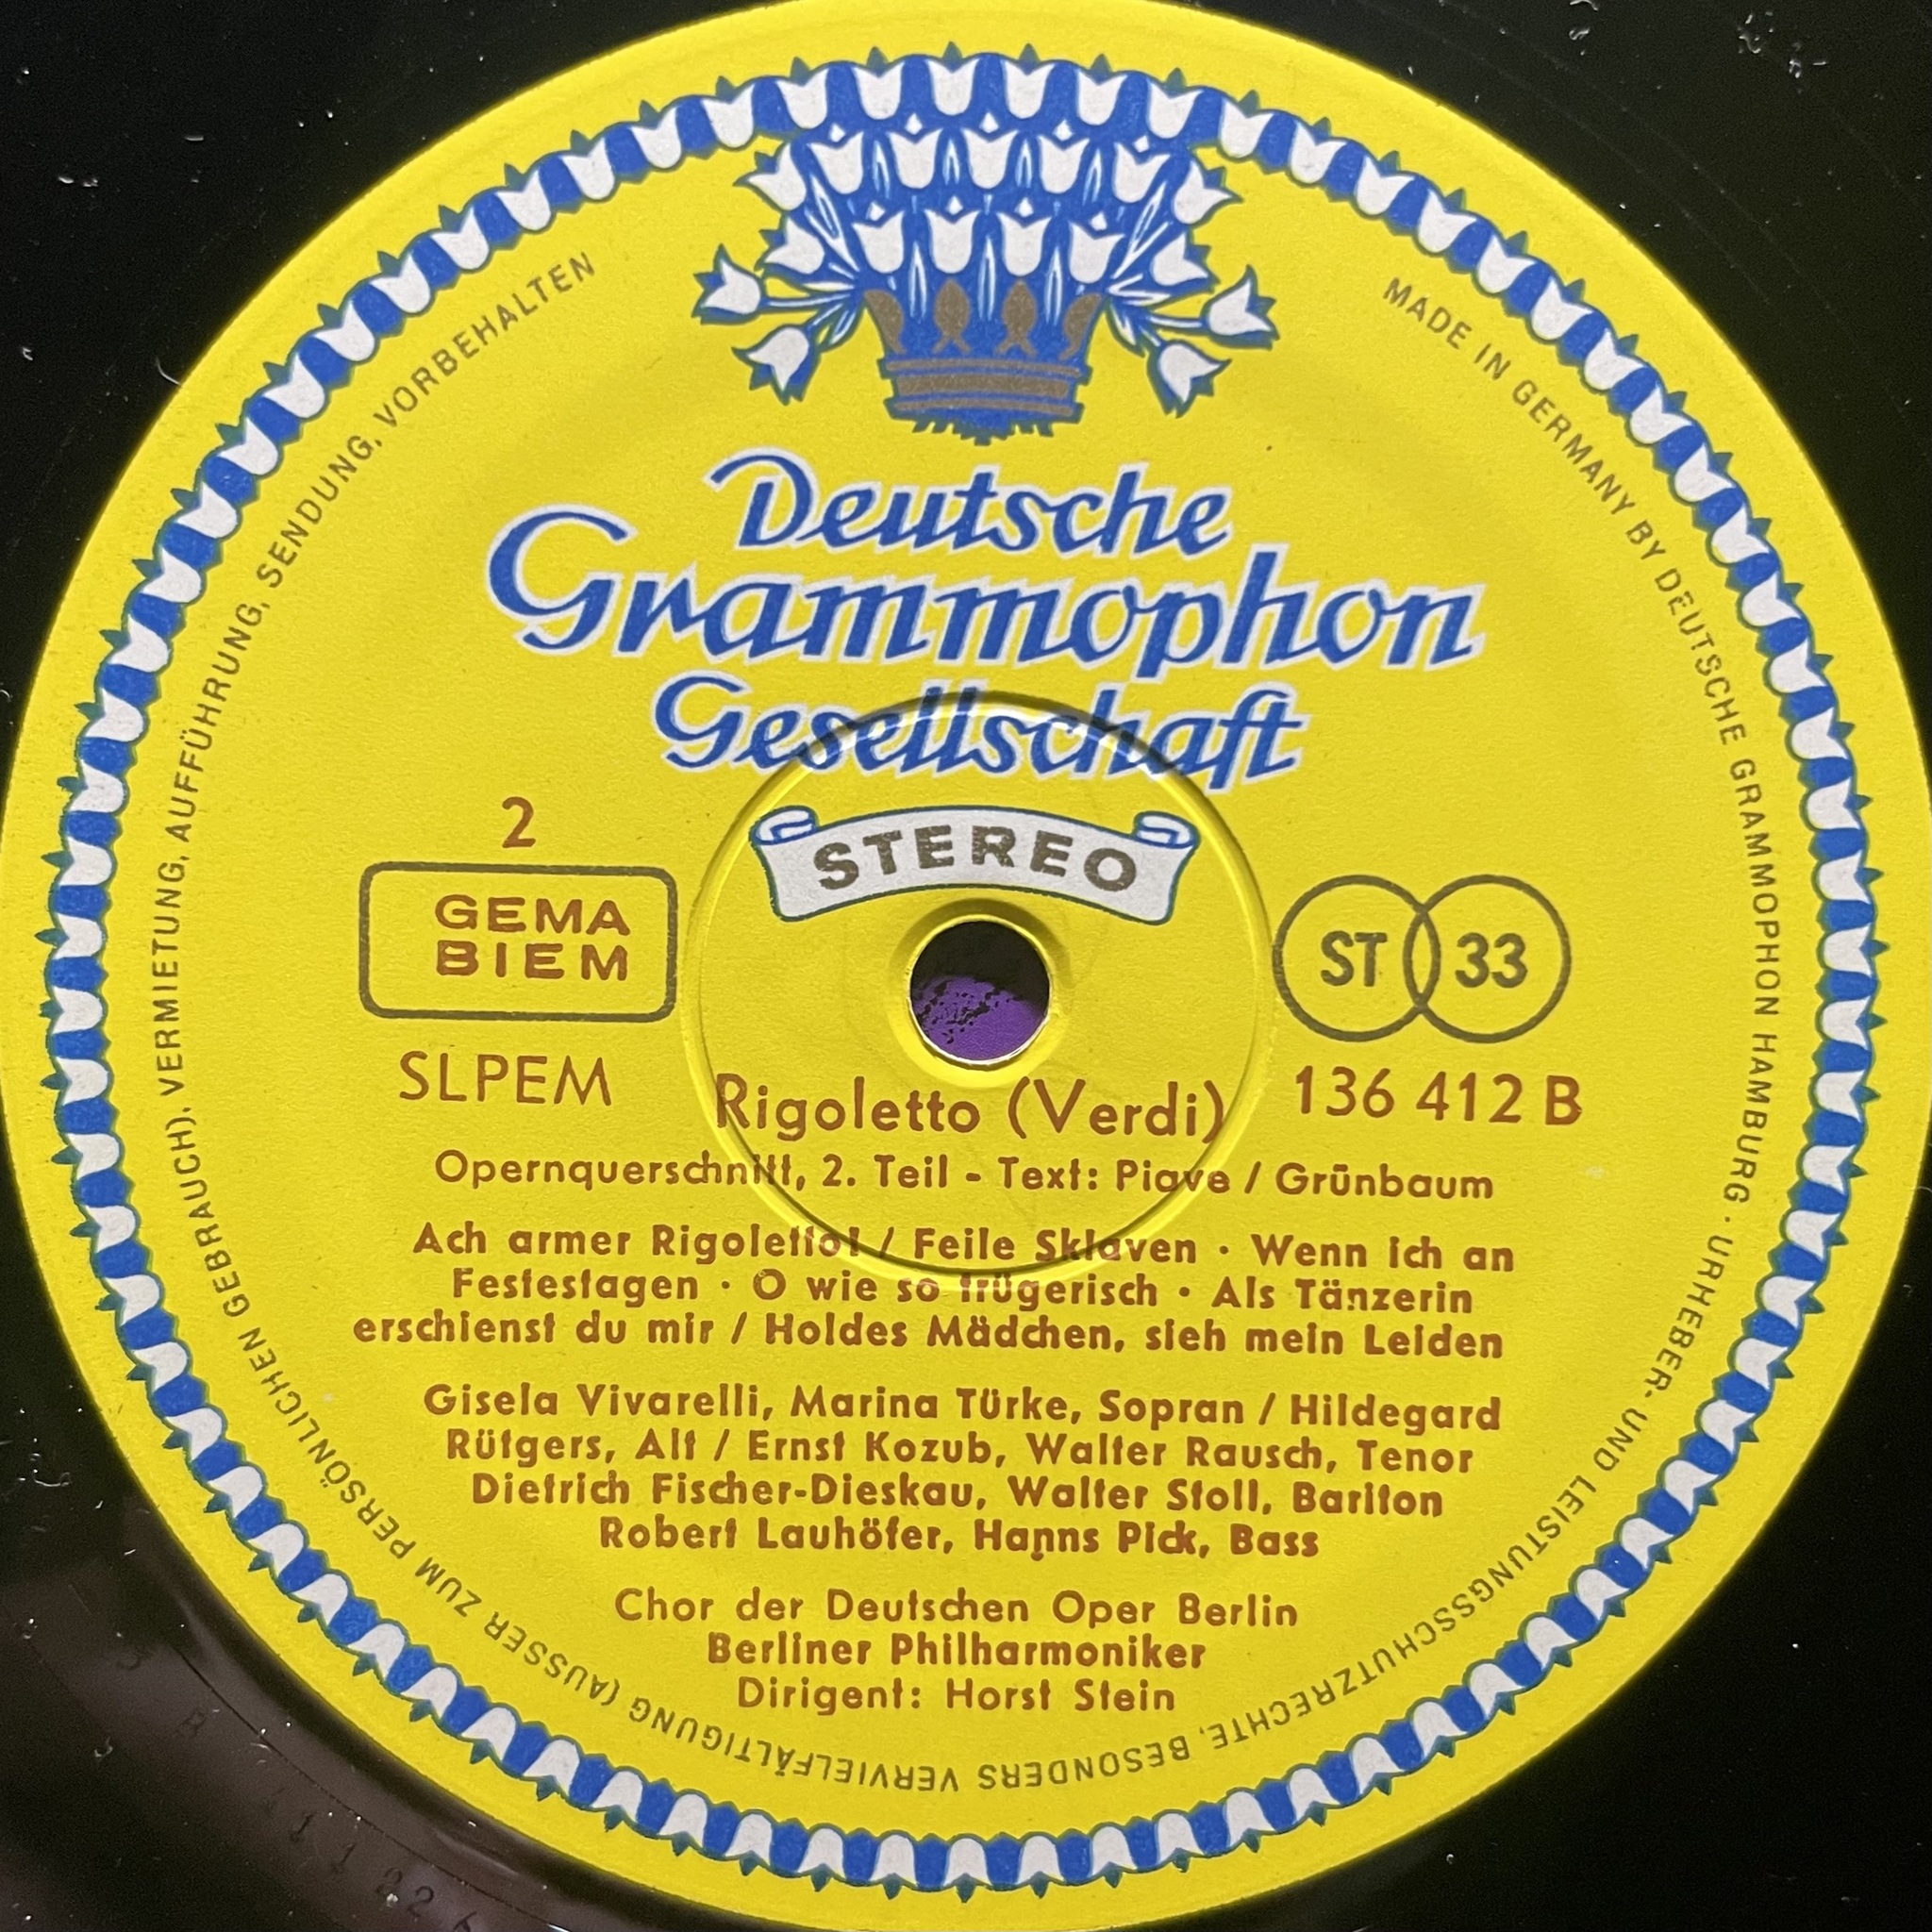 Deutsche
Grammophon
Gesellschaft
STEREO
2
GEMA
BIEM
ST 33
SLPEM
136 412 B
Rigoletto (Verdi)
Opernquerschnitt, 2. Teil - Text: Piave / Grünbaum
Ach armer Rigoletto! / Feile Sklaven · Wenn ich an
Festestagen · O wie so trügerisch · Als Tänzerin
erschienst du mir / Holdes Mädchen, sieh mein Leiden
Gisela Vivarelli, Marina Türke, Sopran / Hildegard
Rütgers, Alt / Ernst Kozub, Walter Rausch, Tenor
Dietrich Fischer-Dieskau, Walter Stoll, Bariton
Robert Lauhöfer, Hanns Pick, Bass
Chor der Deutschen Oper Berlin
Berliner Philharmoniker
Dirigent: Horst Stein
MADE IN GERMANY BY DEUTSCHE GRAMMOPHON HAMBURG · URHEBER- UND LEISTUNGSSCHUTZRECHTE, BESONDERS VERVIELFÄLTIGUNG (AUSSER ZUM PERSÖNLICHEN GEBRAUCH), VERMIETUNG, AUFFÜHRUNG, SENDUNG, VORBEHALTEN